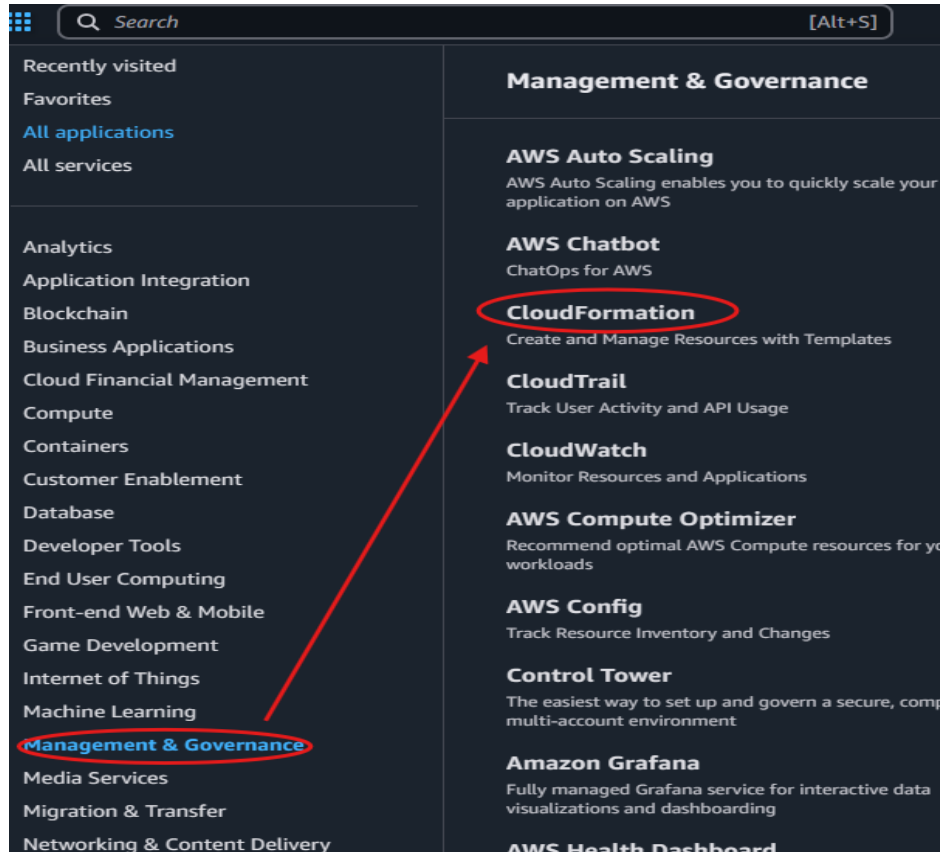 Search
[Alt+S]
Recently visited
Favorites
All applications
All services
Analytics
Application Integration
Blockchain
Business Applications
Cloud Financial Management
Compute
Containers
Customer Enablement
Database
Developer Tools
End User Computing
Front-end Web & Mobile
Game Development
Internet of Things
Machine Learning
Management & Governance
Media Services
Migration & Transfer
Networking & Content Delivery
Management & Governance
AWS Auto Scaling
AWS Auto Scaling enables you to quickly scale your
application on AWS
AWS Chatbot
ChatOps for AWS
CloudFormation
Create and Manage Resources with Templates
CloudTrail
Track User Activity and API Usage
CloudWatch
Monitor Resources and Applications
AWS Compute Optimizer
Recommend optimal AWS Compute resources for yo
workloads
AWS Config
Track Resource Inventory and Changes
Control Tower
The easiest way to set up and govern a secure, comp
multi-account environment
Amazon Grafana
Fully managed Grafana service for interactive data
visualizations and dashboarding
AWS Health Dashboard